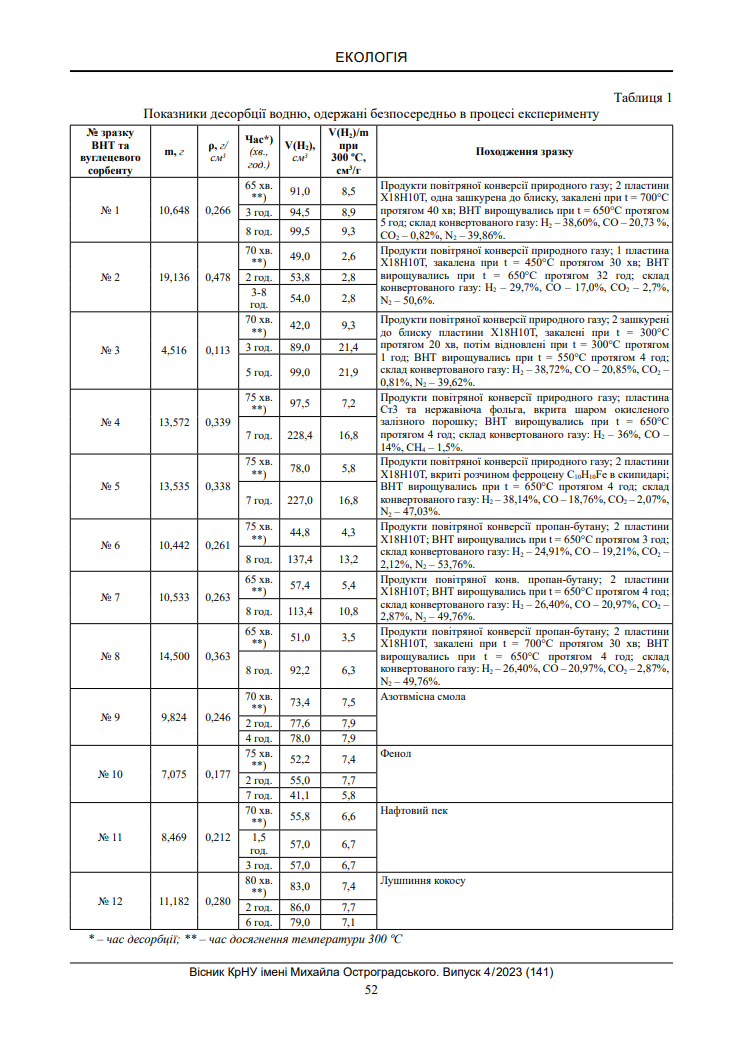 ЕКОЛОГІЯ
Таблиця 1
Показники десорбції водню, одержані безпосередньо в процесі експерименту
№ зразку
ВНТ та
вуглецевого
сорбенту
m, г
ρ, г/
см³
Час*)
(хв.,
год.)
V(H₂),
см³
V(H₂)/m
при
300 ºС,
см³/г
Походження зразку
№ 1
10,648
0,266
65 хв.
**)
91,0
8,5
3 год.
94,5
8,9
8 год.
99,5
9,3
Продукти повітряної конверсії природного газу; 2 пластини
Х18Н10Т, одна зашкурена до блиску, закалені при t = 700°С
протягом 40 хв; ВНТ вирощувались при t = 650°С протягом
5 год; склад конвертованого газу: H₂ – 38,60%, CO – 20,73 %,
CO₂ – 0,82%, N₂ – 39,86%.
№ 2
19,136
0,478
70 хв.
**)
49,0
2,6
2 год.
53,8
2,8
3-8
год.
54,0
2,8
Продукти повітряної конверсії природного газу; 1 пластина
Х18Н10Т, закалена при t = 450°С протягом 30 хв; ВНТ
вирощувались при t = 650°С протягом 32 год; склад
конвертованого газу: H₂ – 29,7%, CO – 17,0%, CO₂ – 2,7%,
N₂ – 50,6%.
№ 3
4,516
0,113
70 хв.
**)
42,0
9,3
3 год.
89,0
21,4
5 год.
99,0
21,9
Продукти повітряної конверсії природного газу; 2 зашкурені
до блиску пластини Х18Н10Т, закалені при t = 300°С
протягом 20 хв, потім відновлені при t = 300°С протягом
1 год; ВНТ вирощувались при t = 550°С протягом 4 год;
склад конвертованого газу: H₂ – 38,72%, CO – 20,85%, CO₂ –
0,81%, N₂ – 39,62%.
№ 4
13,572
0,339
75 хв.
**)
97,5
7,2
7 год.
228,4
16,8
Продукти повітряної конверсії природного газу; пластина
Ст3 та нержавіюча фольга, вкрита шаром окисленого
залізного порошку; ВНТ вирощувались при t = 650°С
протягом 4 год; склад конвертованого газу: H₂ – 36%, CO –
14%, CH₄ – 1,5%.
№ 5
13,535
0,338
75 хв.
**)
78,0
5,8
7 год.
227,0
16,8
Продукти повітряної конверсії природного газу; 2 пластини
Х18Н10Т, вкриті розчином ферроцену C₁₀H₁₀Fe в скипидарі;
ВНТ вирощувались при t = 650°С протягом 4 год; склад
конвертованого газу: H₂ – 38,14%, CO – 18,76%, CO₂ – 2,07%,
N₂ – 47,03%.
№ 6
10,442
0,261
75 хв.
**)
44,8
4,3
8 год.
137,4
13,2
Продукти повітряної конверсії пропан-бутану; 2 пластини
Х18Н10Т; ВНТ вирощувались при t = 650°С протягом 3 год;
склад конвертованого газу: H₂ – 24,91%, CO – 19,21%, CO₂ –
2,12%, N₂ – 53,76%.
№ 7
10,533
0,263
65 хв.
**)
57,4
5,4
8 год.
113,4
10,8
Продукти повітряної конв. пропан-бутану; 2 пластини
Х18Н10Т; ВНТ вирощувались при t = 650°С протягом 4 год;
склад конвертованого газу: H₂ – 26,40%, CO – 20,97%, CO₂ –
2,87%, N₂ – 49,76%.
№ 8
14,500
0,363
65 хв.
**)
51,0
3,5
8 год.
92,2
6,3
Продукти повітряної конверсії пропан-бутану; 2 пластини
Х18Н10Т, закалені при t = 700°С протягом 30 хв; ВНТ
вирощувались при t = 650°С протягом 4 год; склад
конвертованого газу: H₂ – 26,40%, CO – 20,97%, CO₂ – 2,87%,
N₂ – 49,76%.
№ 9
9,824
0,246
70 хв.
**)
73,4
7,5
2 год.
77,6
7,9
4 год.
78,0
7,9
Азотвмісна смола
№ 10
7,075
0,177
75 хв.
**)
52,2
7,4
2 год.
55,0
7,7
7 год.
41,1
5,8
Фенол
№ 11
8,469
0,212
70 хв.
**)
55,8
6,6
1,5
год.
57,0
6,7
3 год.
57,0
6,7
Нафтовий пек
№ 12
11,182
0,280
80 хв.
**)
83,0
7,4
2 год.
86,0
7,7
6 год.
79,0
7,1
Лушпиння кокосу
* – час десорбції; ** – час досягнення температури 300 ºС
Вісник КрНУ імені Михайла Остроградського. Випуск 4/2023 (141)
52